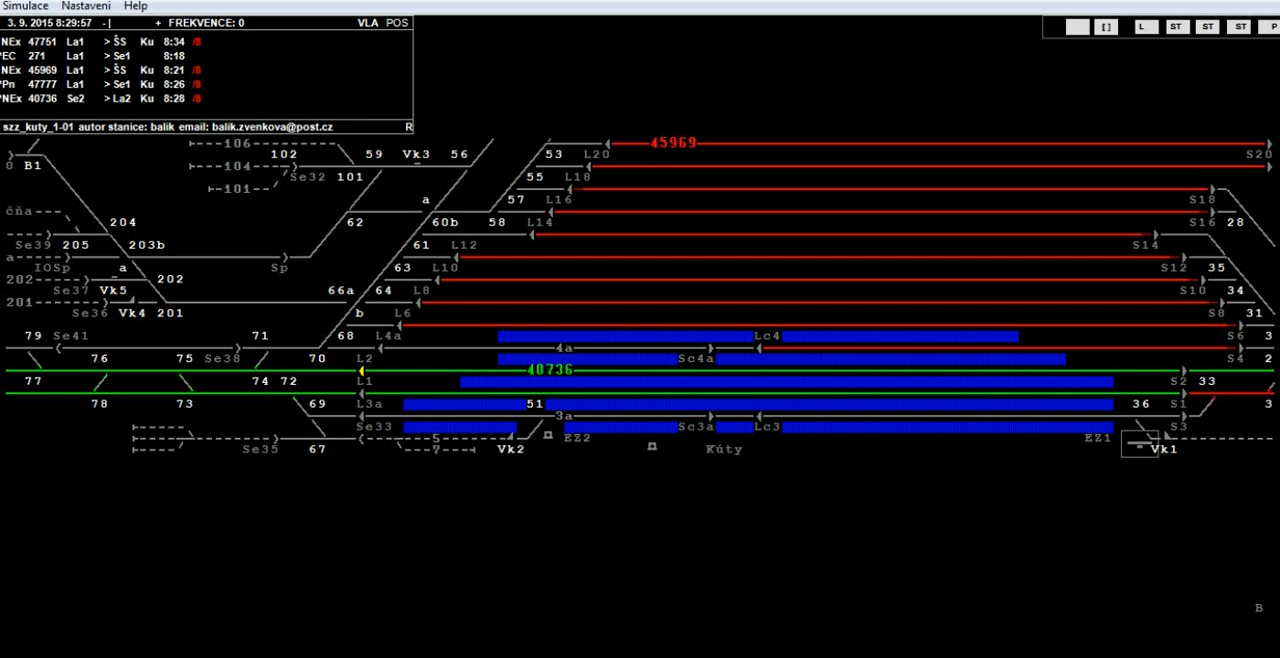 Simulace Nastaveni Help
3. 9. 2015 8:29:57 -| + FREKVENCE: 0 VLA POS
[ ] L ST ST ST P
NEx 47751 La1 > ŠS Ku 8:34 /8
*EC 271 La1 > Se1 8:18
NEx 45969 La1 > ŠS Ku 8:21 /8
*Pn 47777 La1 > Se1 Ku 8:26 /8
*NEx 40736 Se2 > La2 Ku 8:28 /8
szz_kuty_1-01 autor stanice: balik email: balik.zvenkova@post.cz R
106 45969
102 59 Vk3 56 53 L20 S20
0 B1 104
Se32 101 55 L18
101
a 57 L16 S18
čňa
204 62 60b 58 L14 S16 28
Se39 205 203b 61 L12 S14
a
IOSp a Sp 63 L10 S12 35
202 202
Se37 Vk5 66a 64 L8 S10 34
201
Se36 Vk4 201 b L6 S8 31
79 Se41 71 68 L4a Lc4 S6 3
4a
76 75 Se38 70 L2 Sc4a S4 2
40736
77 74 72 L1 S2 33
78 73 69 L3a 51 36 S1 3
3a
Se33 Sc3a Lc3 S3
5 EZ2 EZ1
Se35 67 7 Vk2 Kúty Vk1
B